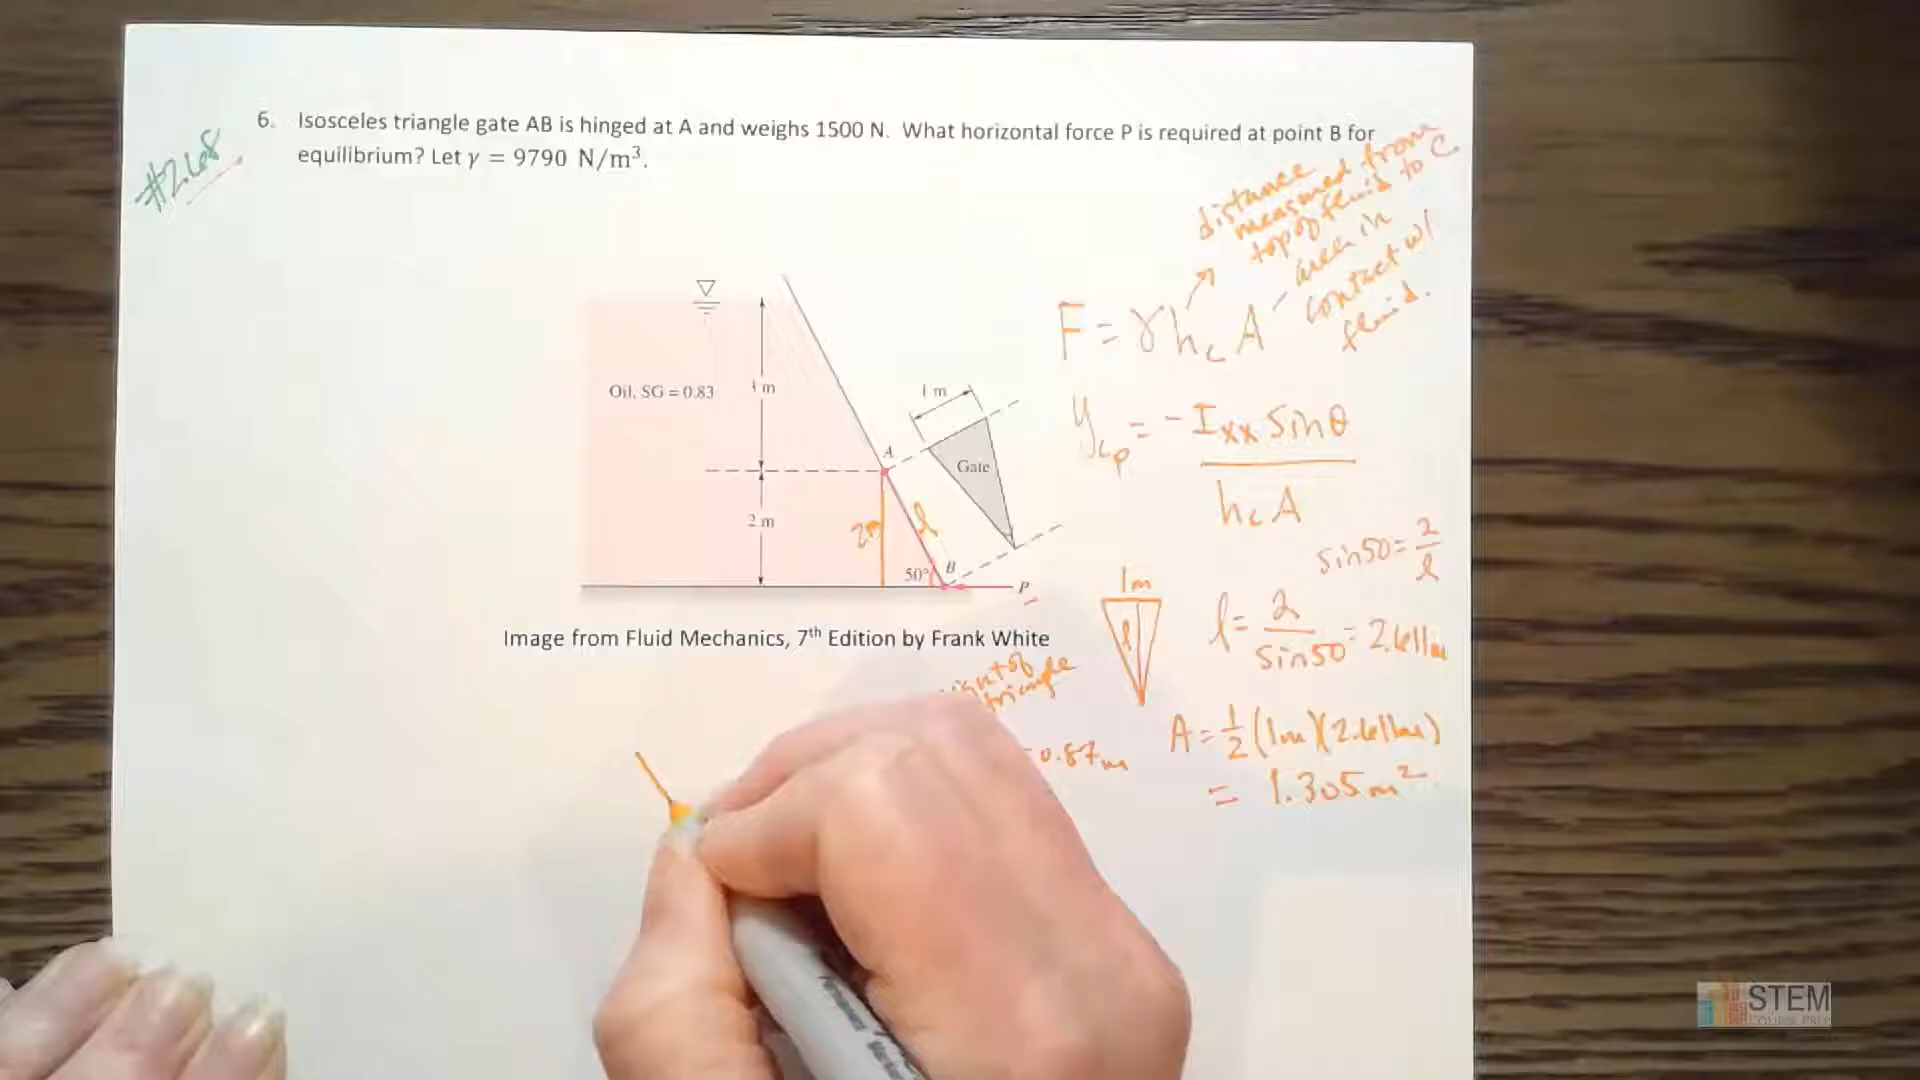 #2.68
6. Isosceles triangle gate AB is hinged at A and weighs 1500 N. What horizontal force P is required at point B for
equilibrium? Let γ = 9790 N/m³.
distance
measured from
top of fluid to C
area in
contact w/
fluid.
F = γ h_c A
Oil, SG = 0.83
m
1 m
A
Gate
y_cp = - I_xx sin θ / h_c A
2 m
2m
l
50°
B
P
sin50 = 2/l
1m
l
l = 2/sin50 = 2.611m
Image from Fluid Mechanics, 7th Edition by Frank White
of
triangle
= 0.87m
A = 1/2 (1m)(2.611m)
= 1.305m²
STEM
COURSE PREP